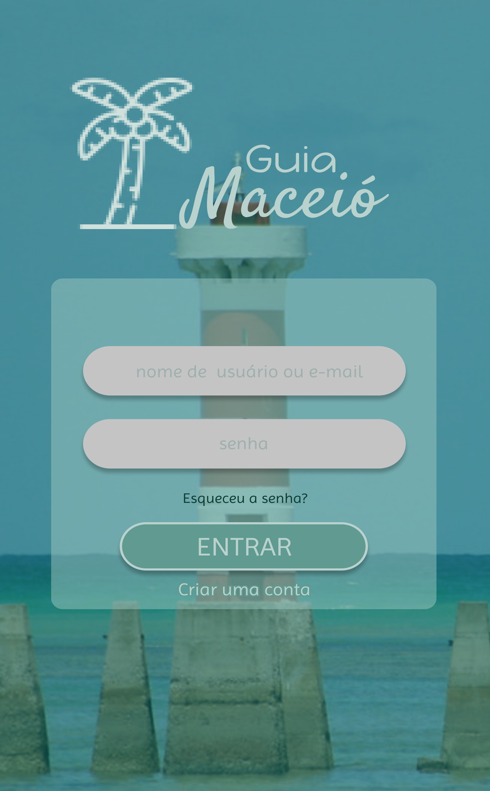 Guia
Maceió
nome de usuário ou e-mail
senha
Esqueceu a senha?
ENTRAR
Criar uma conta